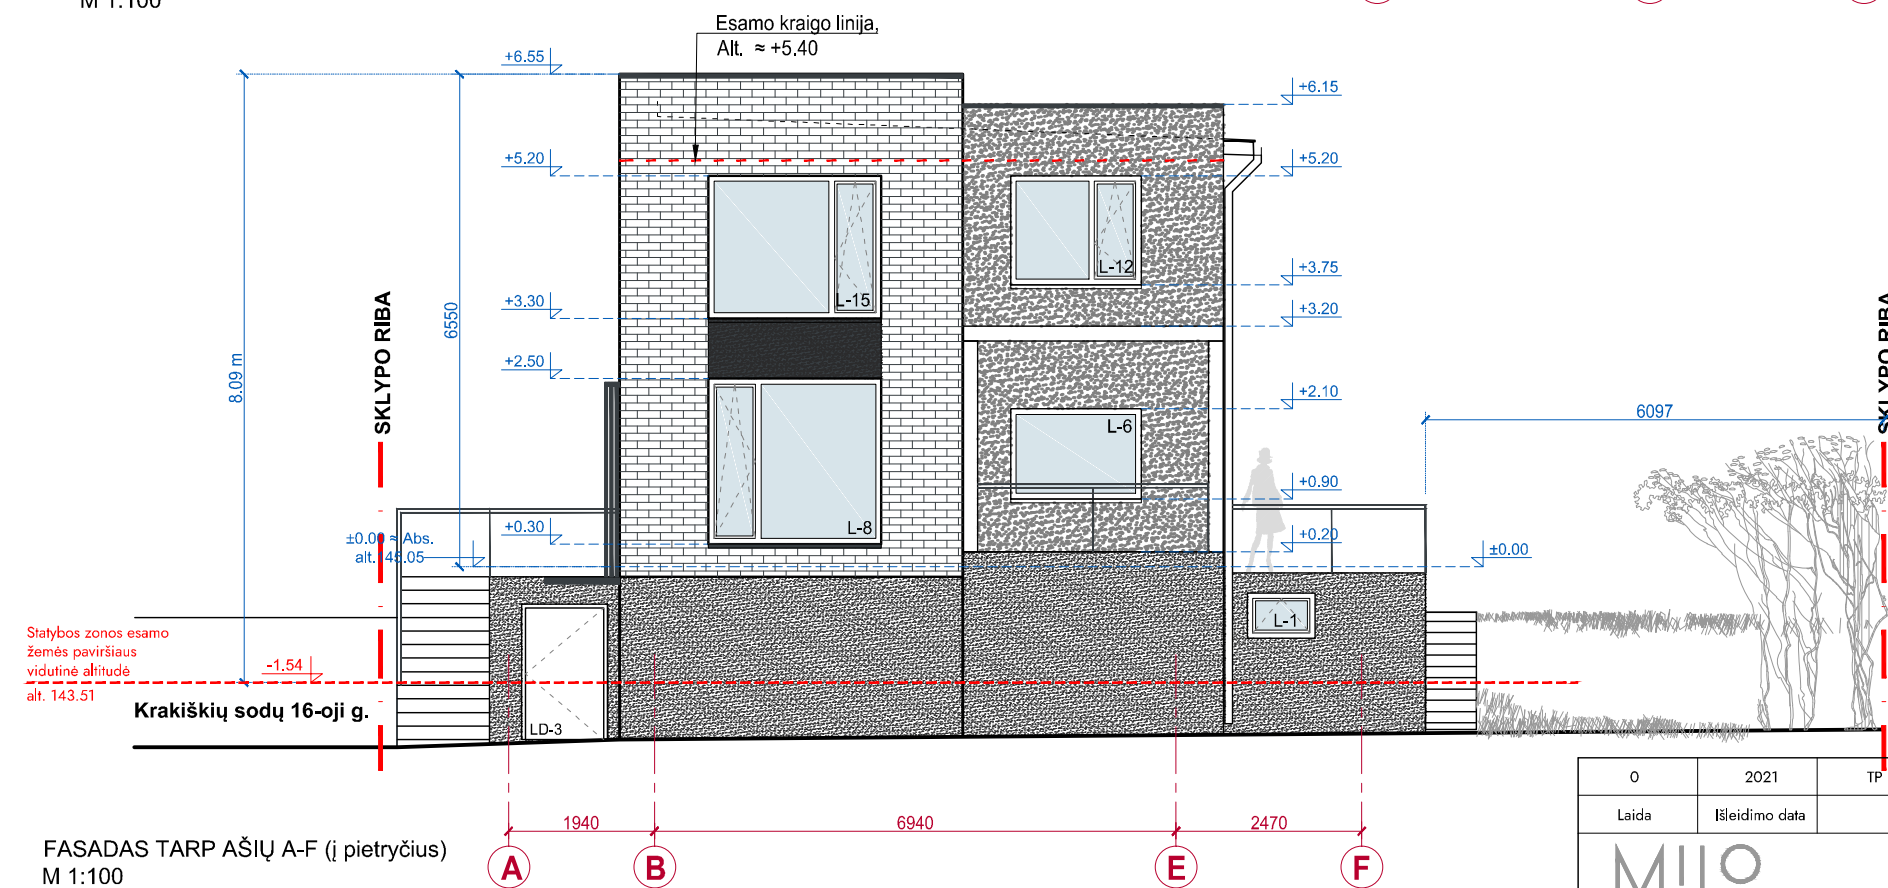 M 1:100
Esamo kraigo linija,
Alt. ≈ +5.40
+6.55
+6.15
+5.20
+5.20
L-15
L-12
+3.75
+3.30
+3.20
+2.50
+2.10
SKLYPO RIBA
SKLYPO RIBA
8.09 m
6550
6097
L-6
+0.90
+0.30
L-8
+0.20
±0.00 ≈ Abs.
alt. 145.05
±0.00
L-1
Statybos zonos esamo
žemės paviršiaus
vidutinė altitudė
alt. 143.51
-1.54
Krakiškių sodų 16-oji g.
LD-3
1940
6940
2470
A
B
E
F
FASADAS TARP AŠIŲ A-F (į pietryčius)
M 1:100
0
2021
TP
Laida
Išleidimo data